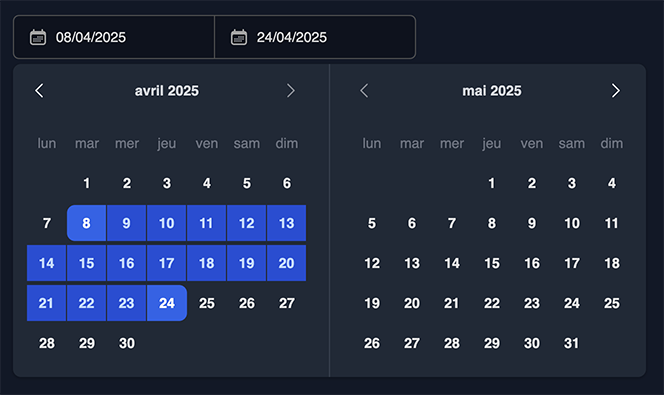 08/04/2025 24/04/2025
avril 2025 mai 2025
lun mar mer jeu ven sam dim lun mar mer jeu ven sam dim
1 2 3 4 5 6 1 2 3 4
7 8 9 10 11 12 13 5 6 7 8 9 10 11
14 15 16 17 18 19 20 12 13 14 15 16 17 18
21 22 23 24 25 26 27 19 20 21 22 23 24 25
28 29 30 26 27 28 29 30 31